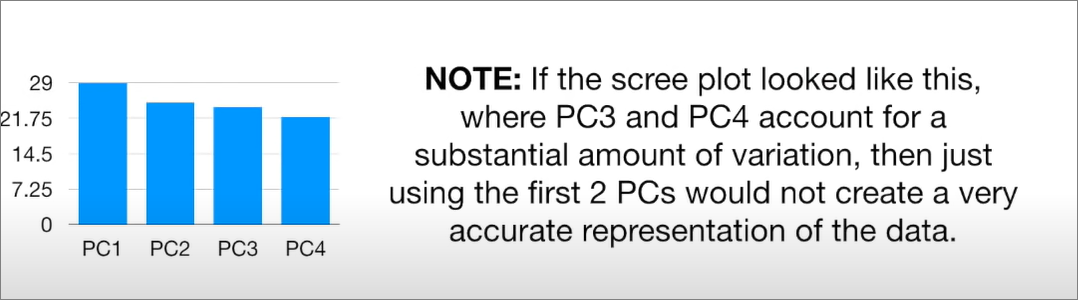 29
21.75
14.5
7.25
0
PC1 PC2 PC3 PC4
NOTE: If the scree plot looked like this,
where PC3 and PC4 account for a
substantial amount of variation, then just
using the first 2 PCs would not create a very
accurate representation of the data.